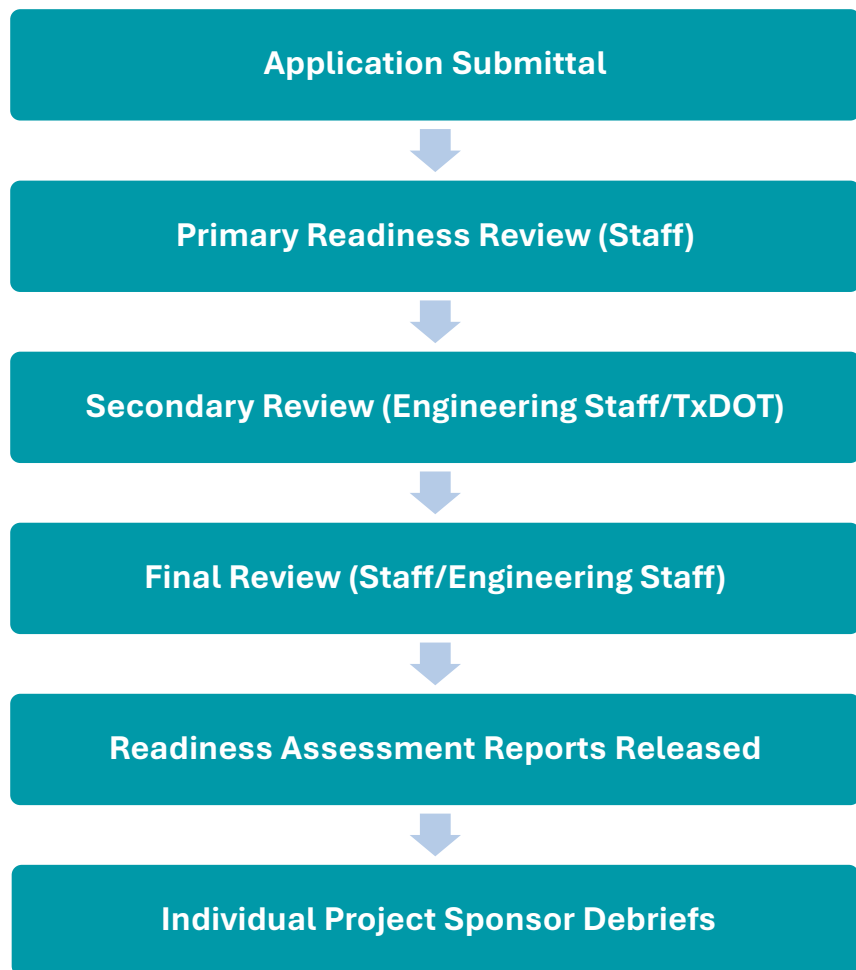 Application Submittal
Primary Readiness Review (Staff)
Secondary Review (Engineering Staff/TxDOT)
Final Review (Staff/Engineering Staff)
Readiness Assessment Reports Released
Individual Project Sponsor Debriefs